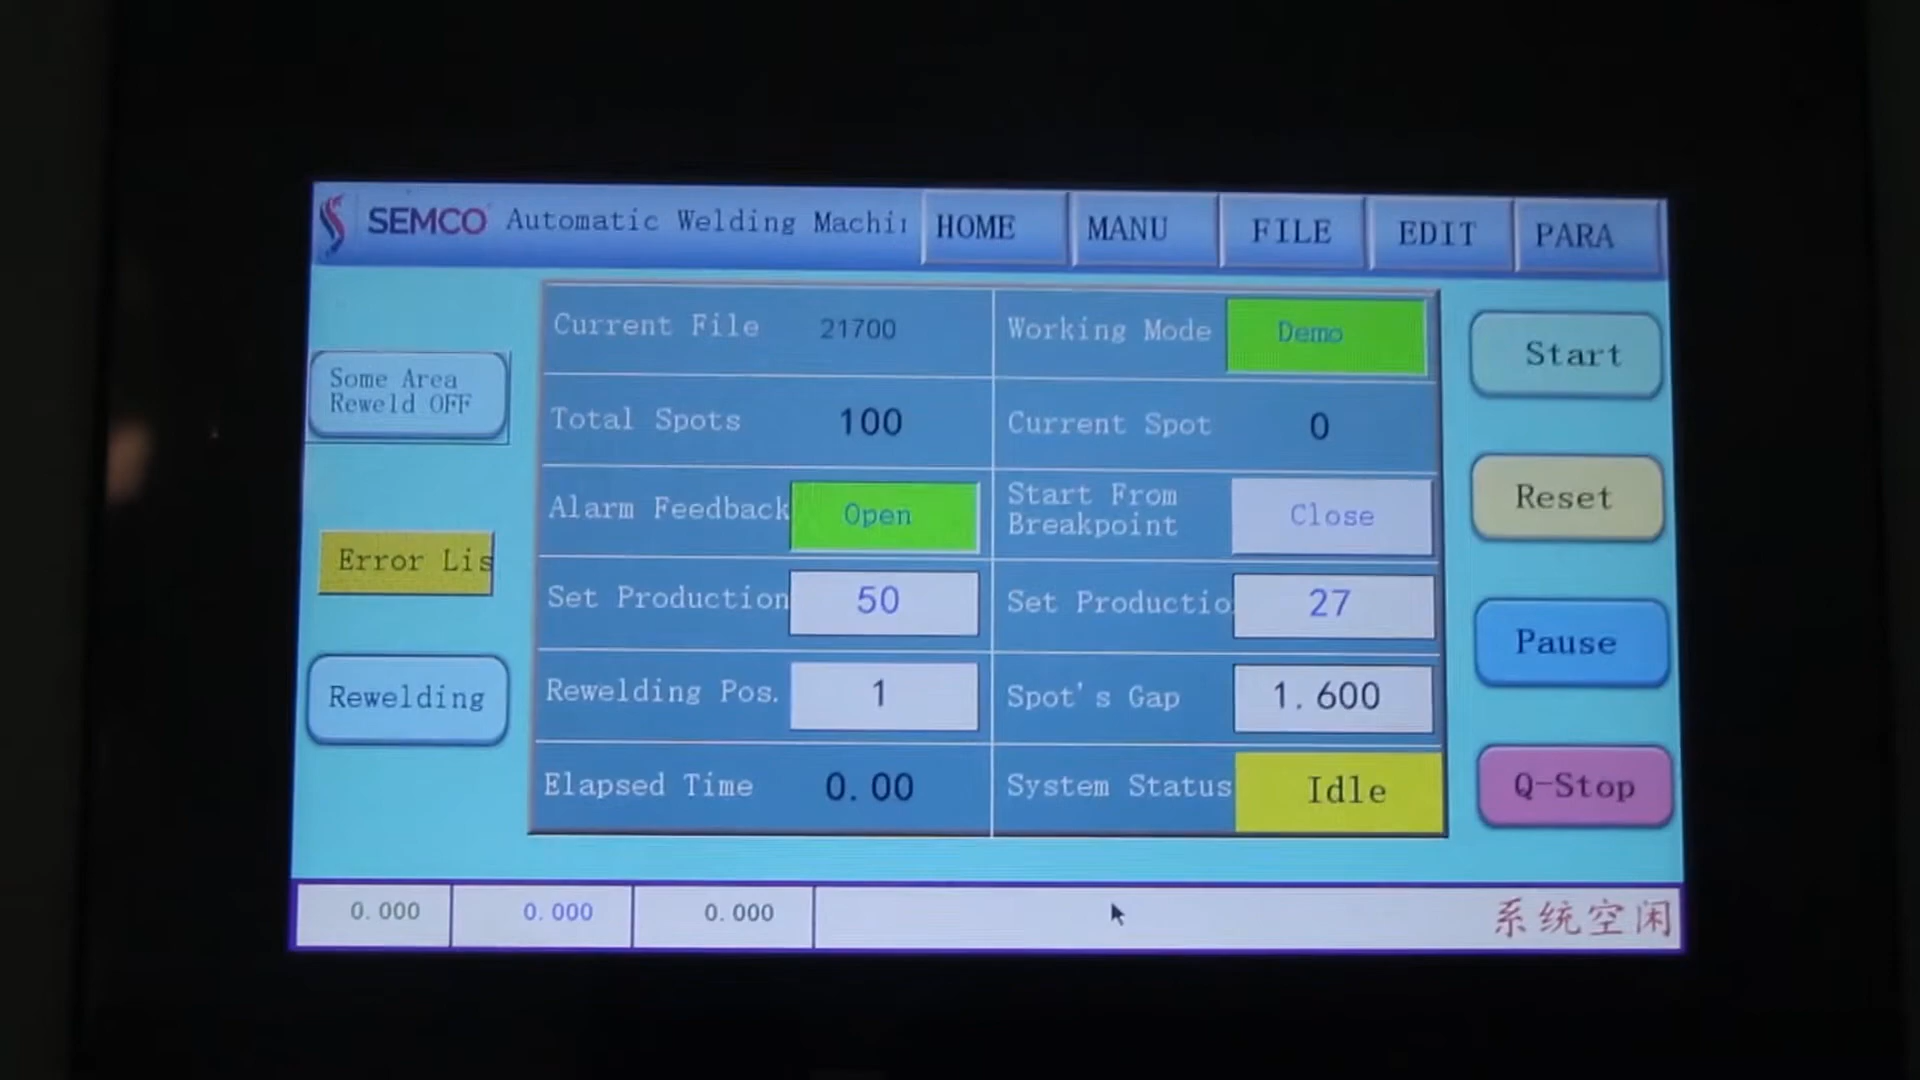 SEMCO Automatic Welding Machi
HOME
MANU
FILE
EDIT
PARA
Some Area
Reweld OFF
Error Lis
Rewelding
Current File 21700
Working Mode Demo
Total Spots 100
Current Spot 0
Alarm Feedback Open
Start From
Breakpoint
Close
Set Production 50
Set Productio 27
Rewelding Pos. 1
Spot's Gap 1.600
Elapsed Time 0.00
System Status Idle
Start
Reset
Pause
Q-Stop
0.000 0.000 0.000
系统空闲